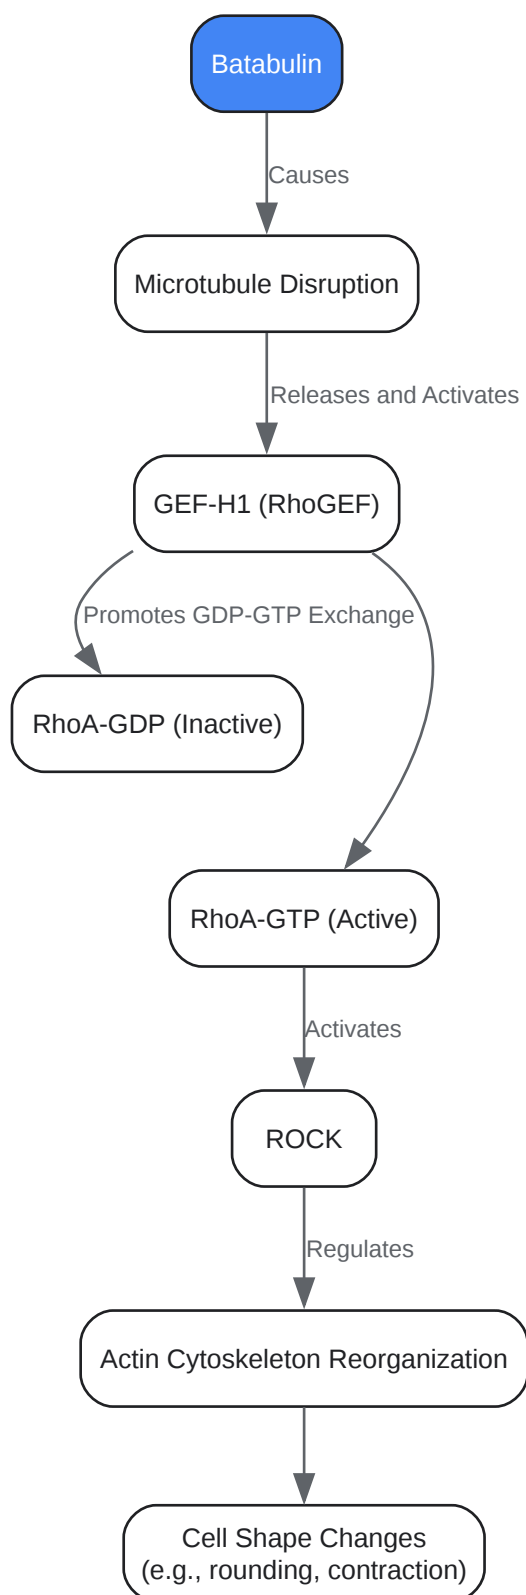 Batabulin
Causes
Microtubule Disruption
Releases and Activates
GEF-H1 (RhoGEF)
Promotes GDP-GTP Exchange
RhoA-GDP (Inactive)
RhoA-GTP (Active)
Activates
ROCK
Regulates
Actin Cytoskeleton Reorganization
Cell Shape Changes
(e.g., rounding, contraction)